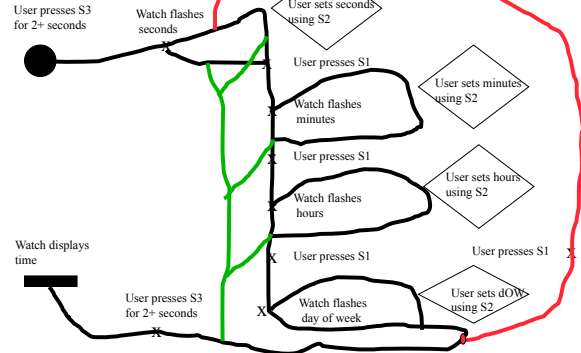 User presses S3
for 2+ seconds
Watch flashes
seconds
User sets seconds
using S2
User presses S1
User sets minutes
using S2
Watch flashes
minutes
User presses S1
User sets hours
using S2
Watch flashes
hours
Watch displays
time
User presses S1
User presses S1
User presses S3
for 2+ seconds
Watch flashes
day of week
User sets dOW
using S2
X
X
X
X
X
X
X
X
X